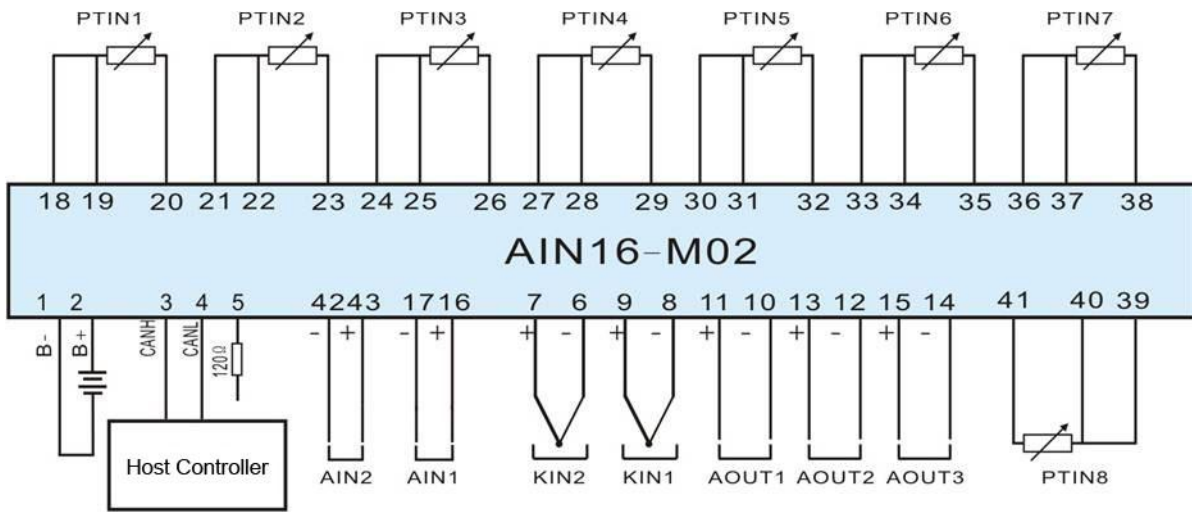 PTIN1 PTIN2 PTIN3 PTIN4 PTIN5 PTIN6 PTIN7
18 19 20 21 22 23 24 25 26 27 28 29 30 31 32 33 34 35 36 37 38
AIN16-M02
1 2 3 4 5 42 43 17 16 7 6 9 8 11 10 13 12 15 14 41 40 39
B- B+ CANH CANL 120Ω - + - + + - + - + - + - + -
Host Controller
AIN2 AIN1 KIN2 KIN1 AOUT1 AOUT2 AOUT3 PTIN8